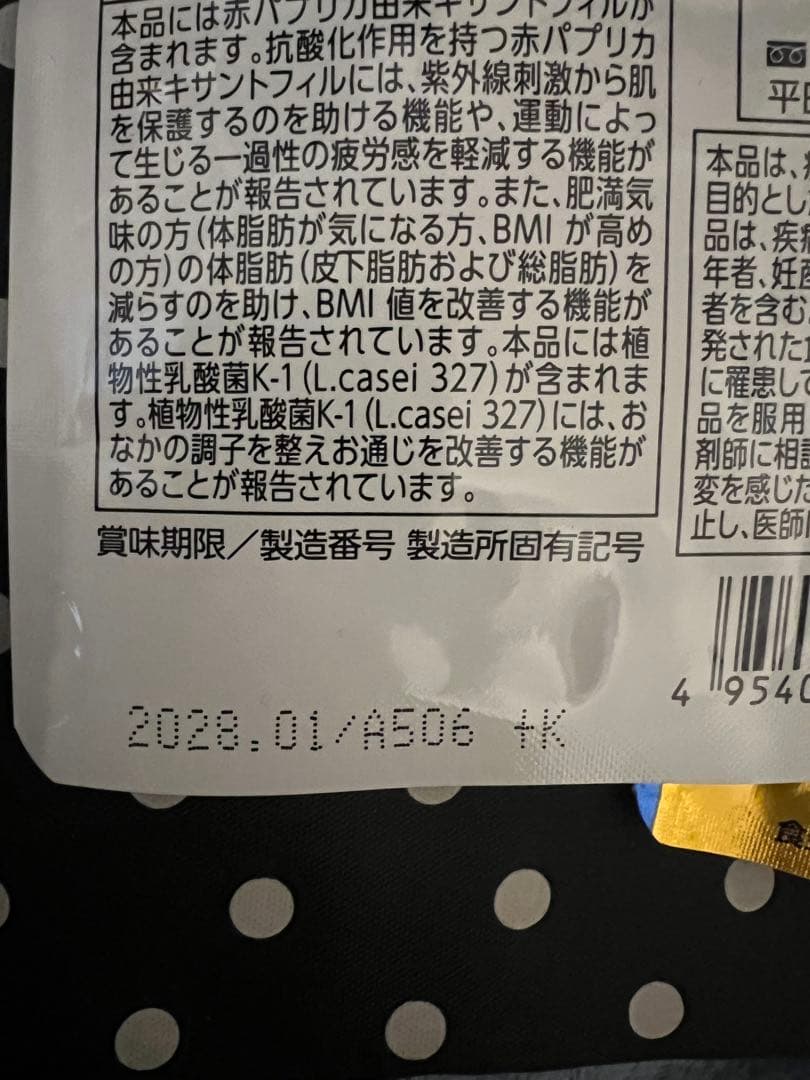 本品には赤パプリカ由来キサントフィルが
含まれます。抗酸化作用を持つ赤パプリカ
由来キサントフィルには、紫外線刺激から肌
を保護するのを助ける機能や、運動によっ
て生じる一過性の疲労感を軽減する機能が
あることが報告されています。また、肥満気
味の方(体脂肪が気になる方、BMI が高め
の方)の体脂肪(皮下脂肪および総脂肪)を
減らすのを助け、BMI 値を改善する機能が
あることが報告されています。本品には植
物性乳酸菌K-1(L.casei 327)が含まれま
す。植物性乳酸菌K-1(L.casei 327)には、お
なかの調子を整えお通じを改善する機能が
あることが報告されています。
賞味期限/製造番号 製造所固有記号
2028.01/A506 +K
平日
本品は、
目的とし
品は、疾病
年者、妊産
者を含む
発された
に罹患して
品を服用
剤師に相談
変を感じた
止し、医師
4 9540
食